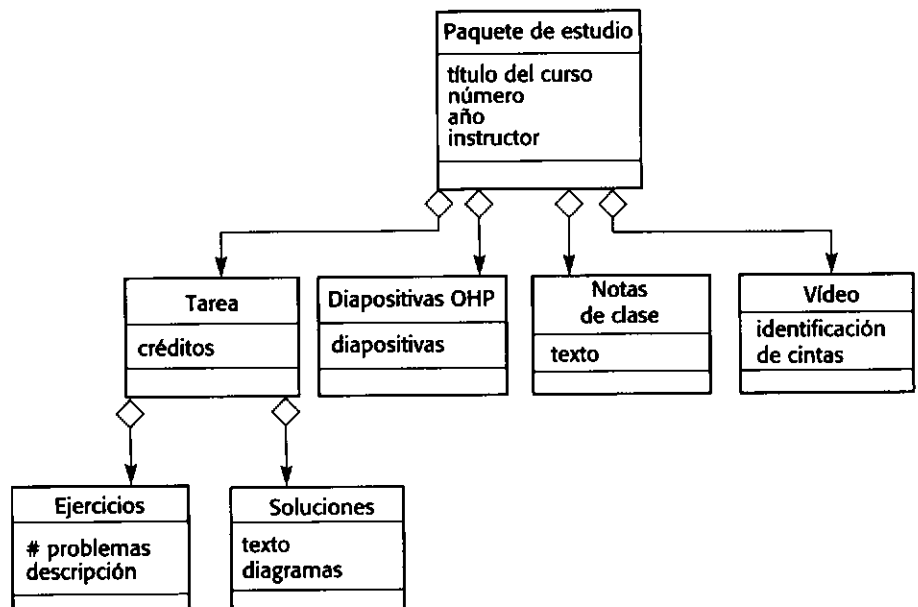 Paquete de estudio
título del curso
número
año
instructor
Tarea
créditos
Diapositivas OHP
diapositivas
Notas
de clase
texto
Vídeo
identificación
de cintas
Ejercicios
# problemas
descripción
Soluciones
texto
diagramas